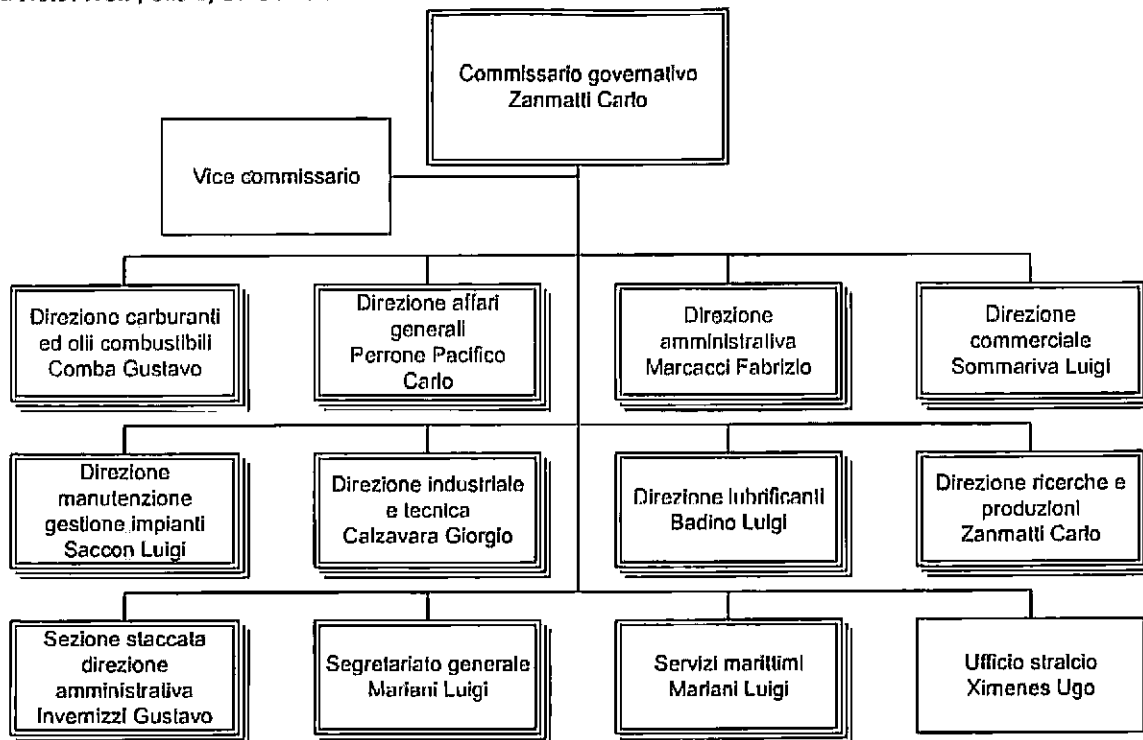 Commissario governativo
Zanmatti Carlo
Vice commissario
Direzione carburanti
ed olii combustibili
Comba Gustavo
Direzione affari
generali
Perrone Pacifico
Carlo
Direzione
amministrativa
Marcacci Fabrizio
Direzione
commerciale
Sommariva Luigi
Direzione
manutenzione
gestione impianti
Saccon Luigi
Direzione industriale
e tecnica
Calzavara Giorgio
Direzione lubrificanti
Badino Luigi
Direzione ricerche e
produzioni
Zanmatti Carlo
Sezione staccata
direzione
amministrativa
Invernizzi Gustavo
Segretariato generale
Mariani Luigi
Servizi marittimi
Mariani Luigi
Ufficio stralcio
Ximenes Ugo